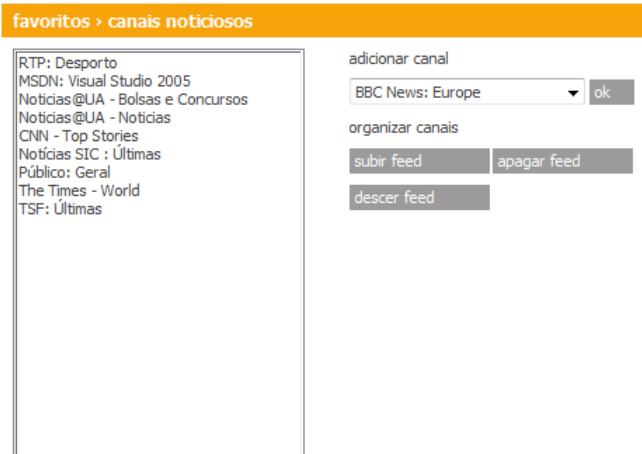 favoritos › canais noticiosos
RTP: Desporto
MSDN: Visual Studio 2005
Noticias@UA - Bolsas e Concursos
Noticias@UA - Noticias
CNN - Top Stories
Notícias SIC : Últimas
Público: Geral
The Times - World
TSF: Últimas
adicionar canal
BBC News: Europe
ok
organizar canais
subir feed
apagar feed
descer feed